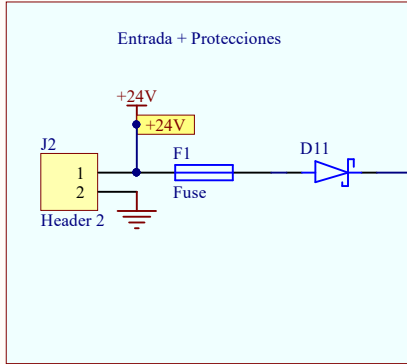 Entrada + Protecciones
+24V
+24V
J2
F1
D11
1
2
Fuse
Header 2